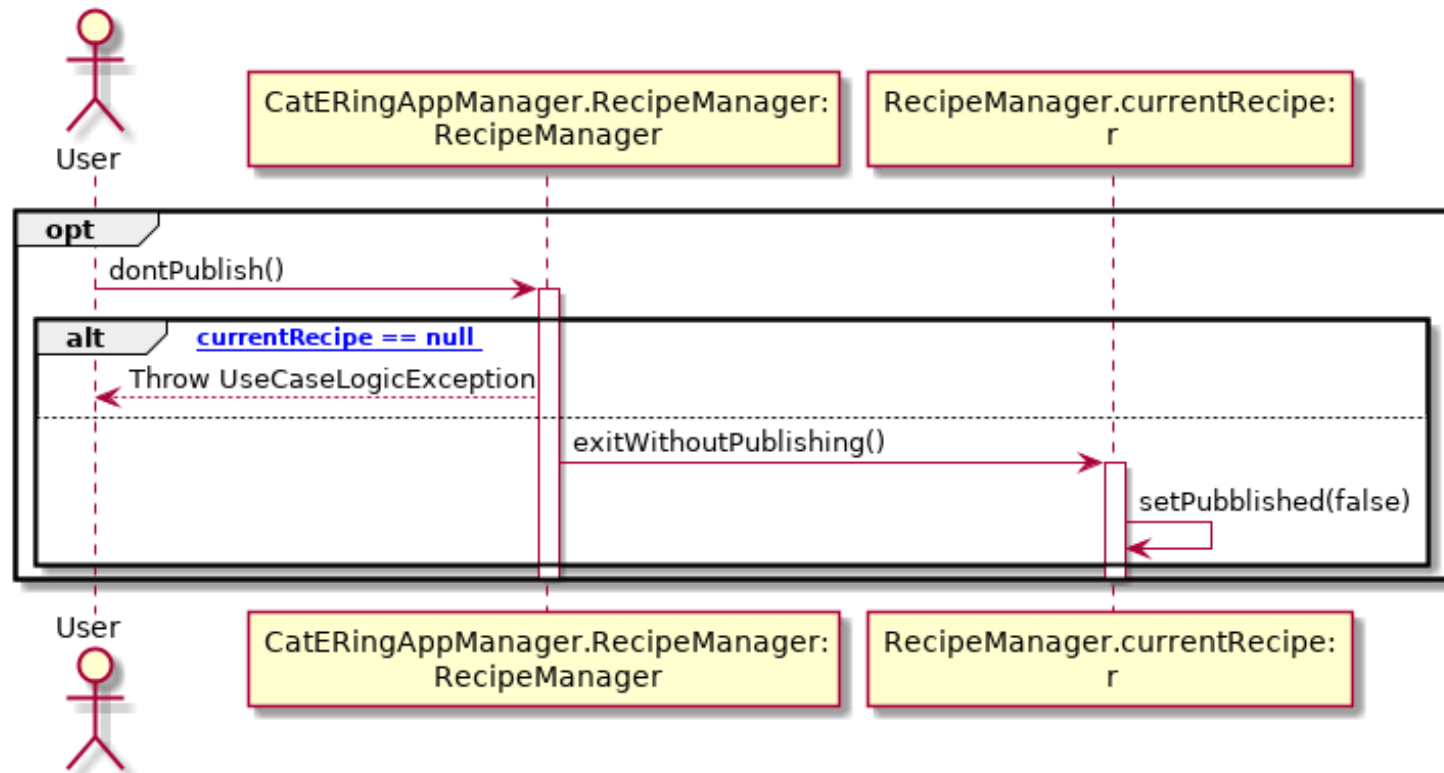 User
CatERingAppManager.RecipeManager:
RecipeManager
RecipeManager.currentRecipe:
r
opt
dontPublish()
alt
currentRecipe == null
Throw UseCaseLogicException
exitWithoutPublishing()
setPubblished(false)
User
CatERingAppManager.RecipeManager:
RecipeManager
RecipeManager.currentRecipe:
r